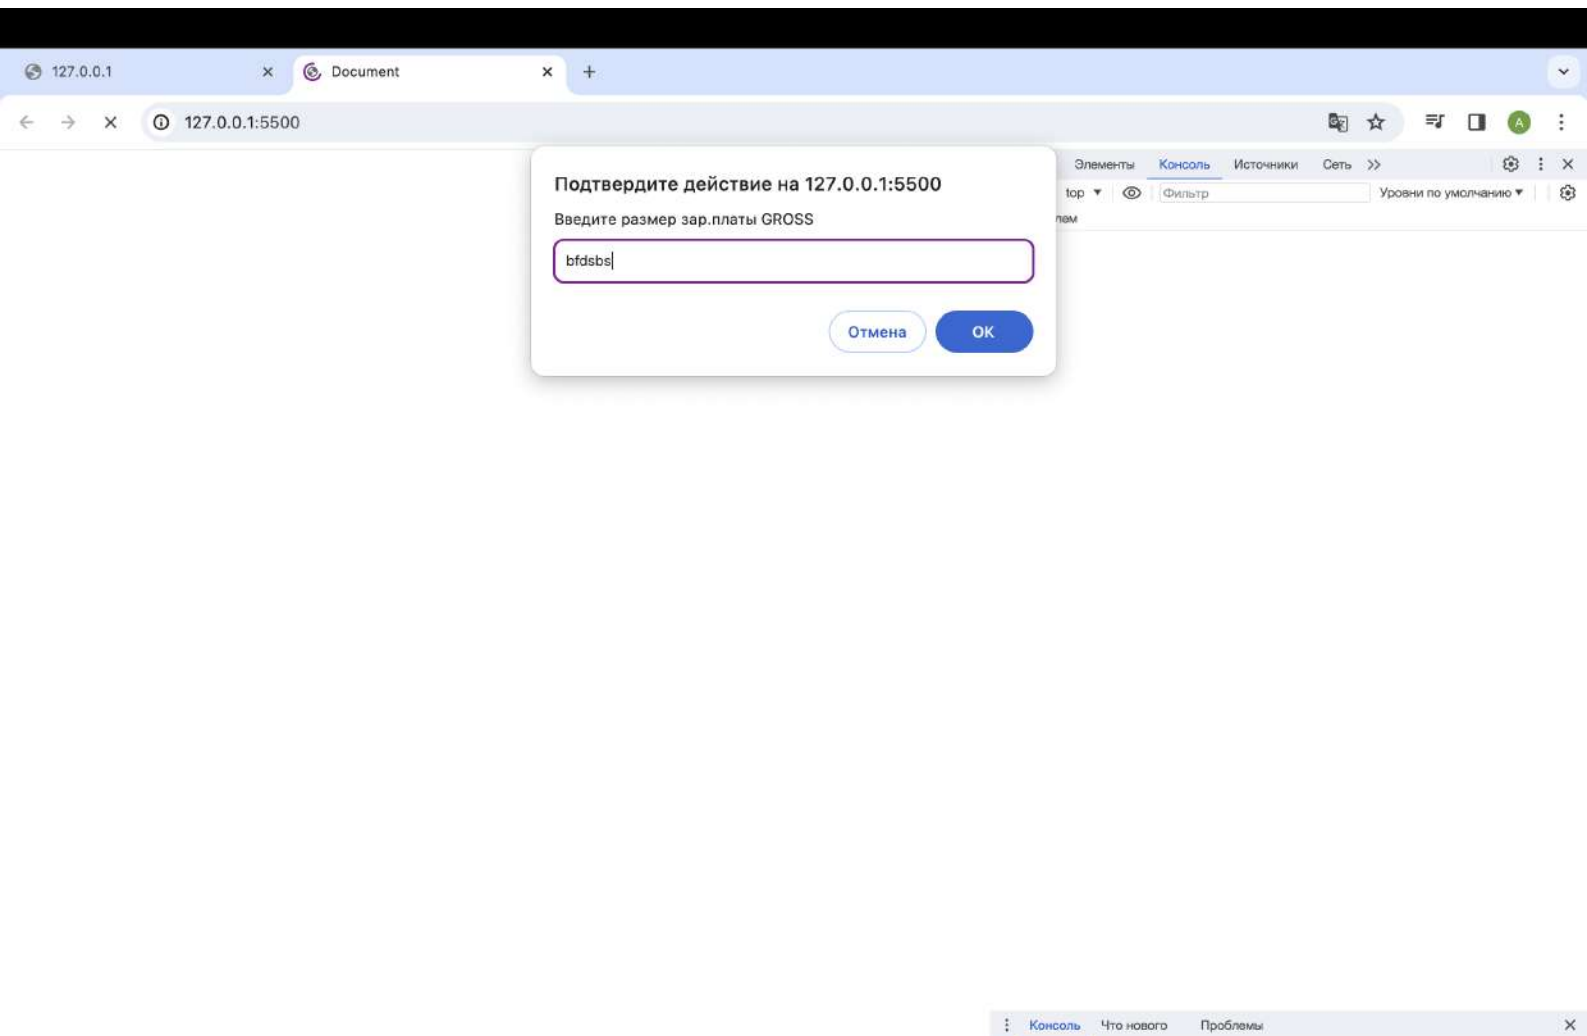 127.0.0.1
Document
127.0.0.1:5500
A
Подтвердите действие на 127.0.0.1:5500
Введите размер зар.платы GROSS
bfdsbs
Отмена
OK
Элементы Консоль Источники Сеть
top Фильтр Уровни по умолчанию
лем
Консоль Что нового Проблемы